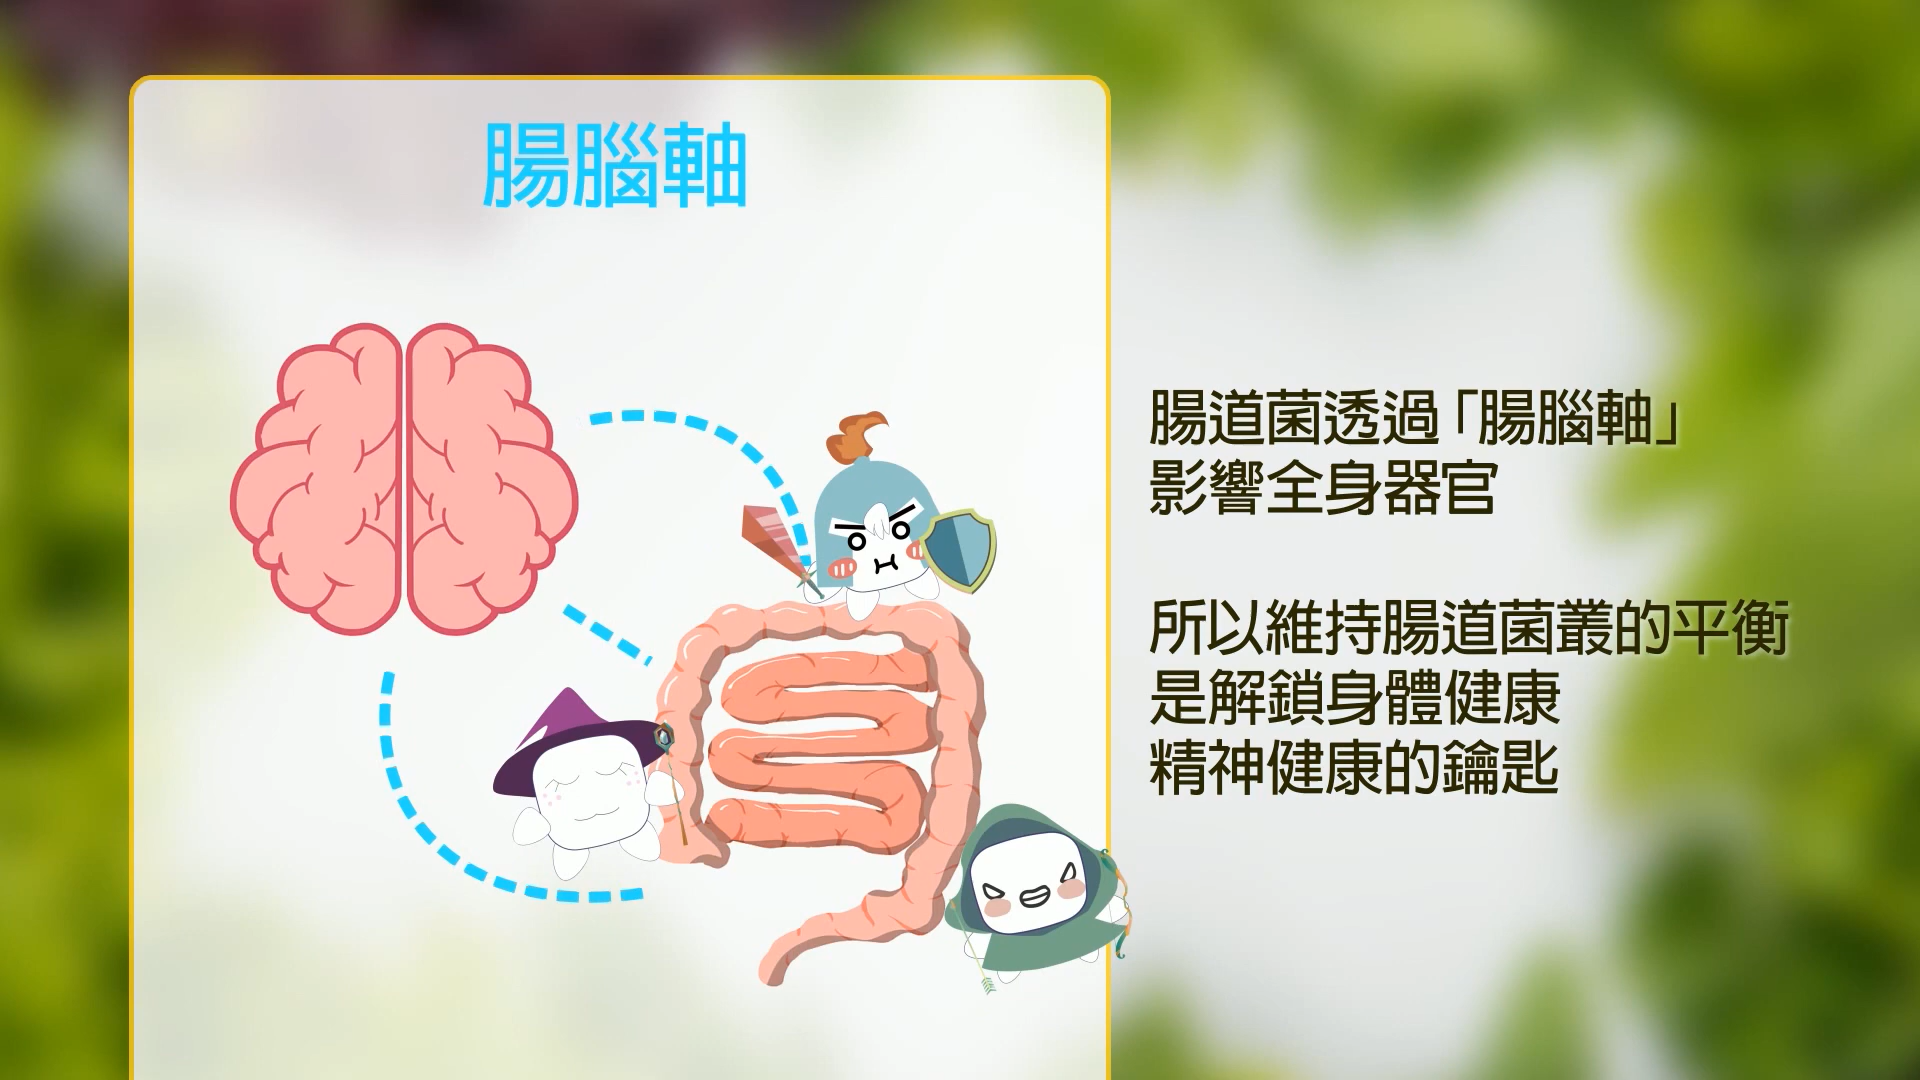 腸腦軸
腸道菌透過「腸腦軸」
影響全身器官
所以維持腸道菌叢的平衡
是解鎖身體健康
精神健康的鑰匙